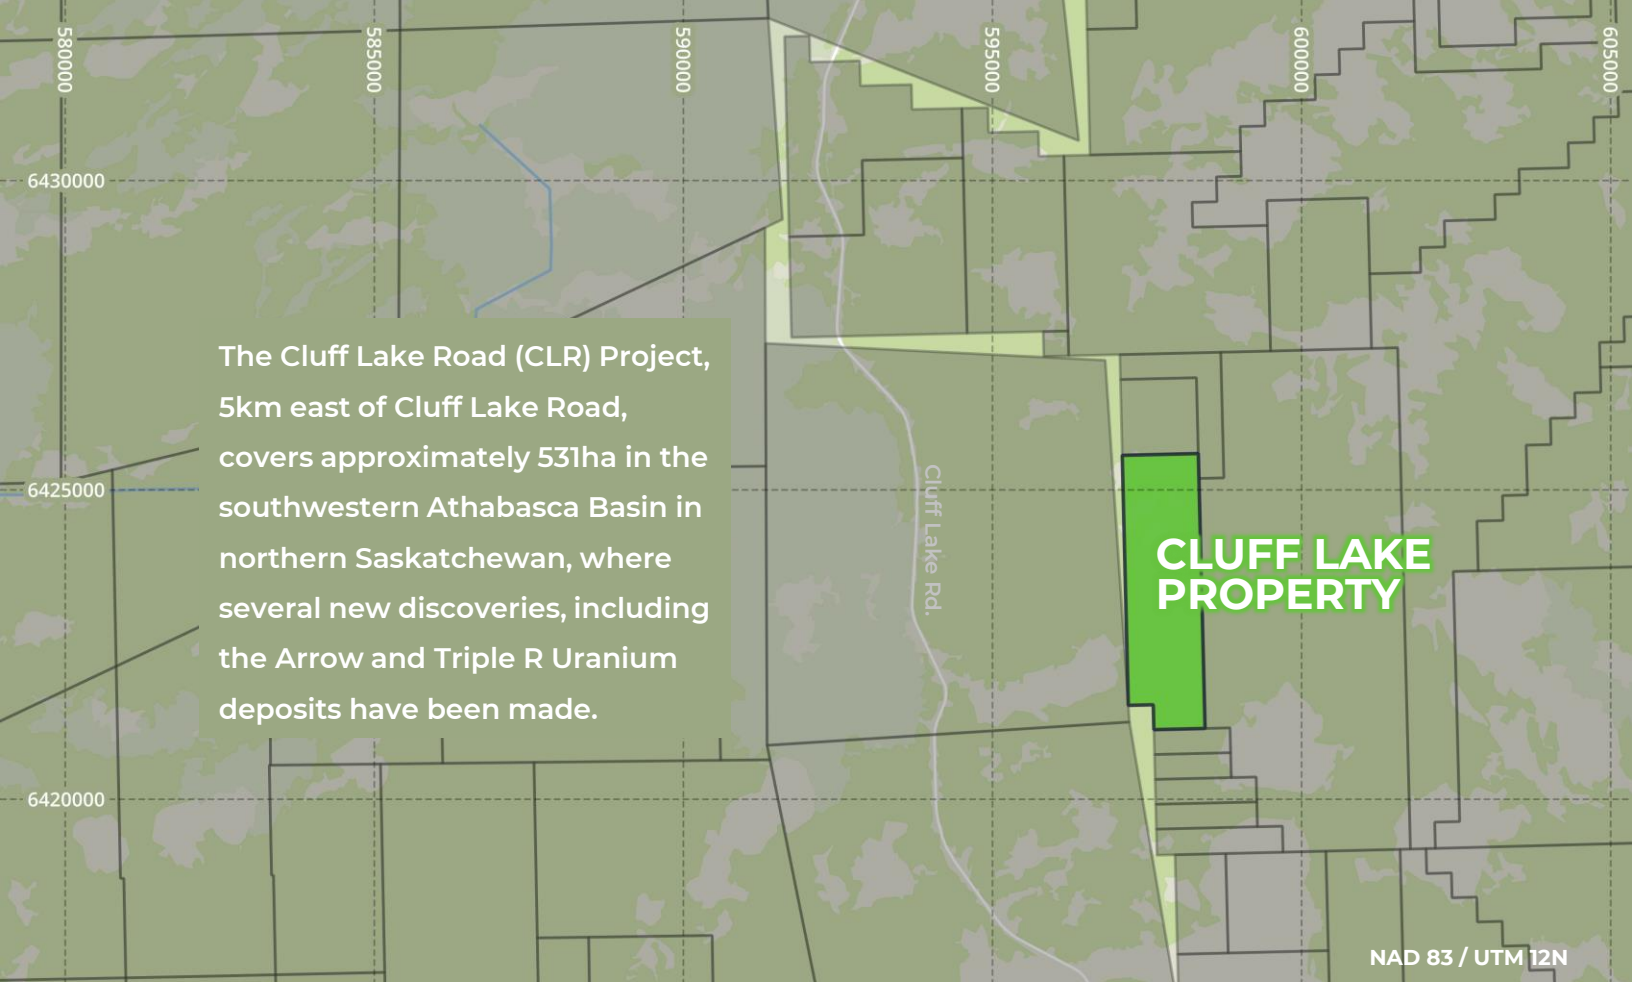 580000
585000
590000
595000
600000
605000
6430000
The Cluff Lake Road (CLR) Project,
5km east of Cluff Lake Road,
covers approximately 531ha in the
southwestern Athabasca Basin in
northern Saskatchewan, where
several new discoveries, including
the Arrow and Triple R Uranium
deposits have been made.
6425000
Cluff Lake Rd.
CLUFF LAKE
PROPERTY
6420000
NAD 83 / UTM 12N